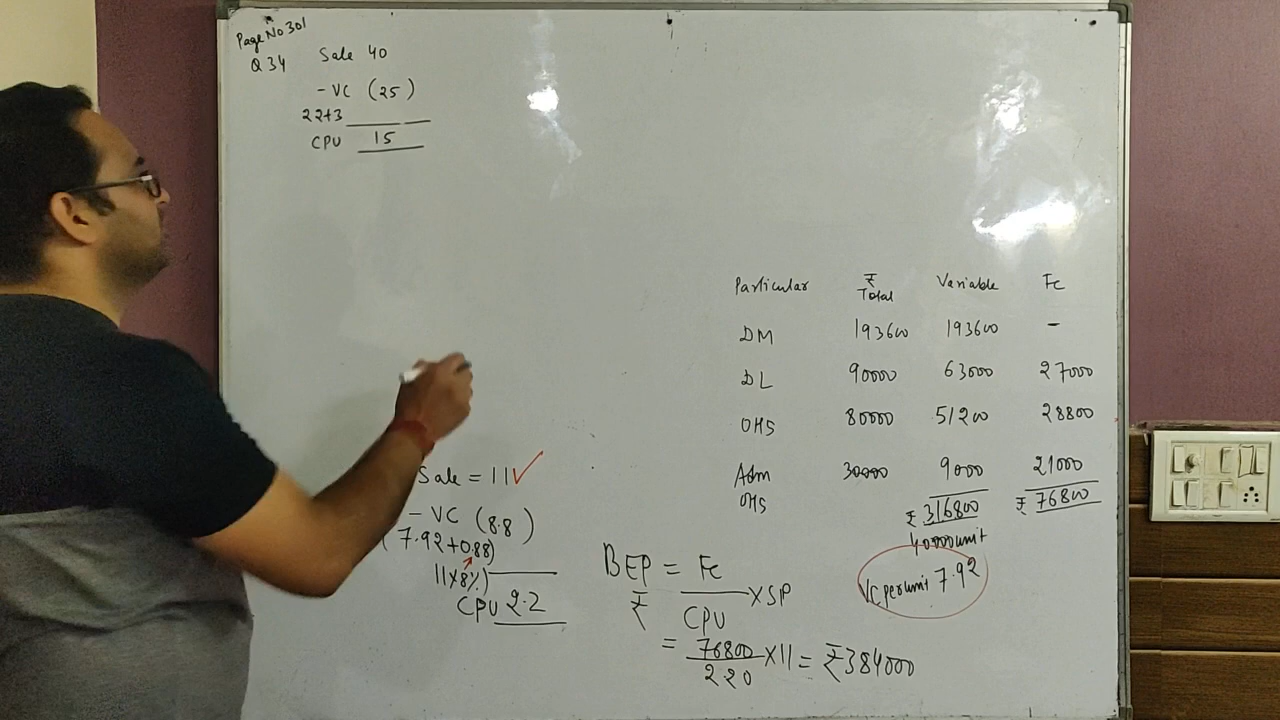 Page No 301
Q 34 Sale 40
- VC (25)
22+3
CPU 15
Particular ₹ Total Variable Fc
DM 193600 193600 -
DL 90000 63000 27000
OHS 80000 51200 28800
Adm OHS 30000 9000 21000
₹ 316800 ₹ 76800
40000 unit
VC per unit 7.92
Sale = 11 ✓
- VC (8.8)
(7.92+0.88)
11×8%)
CPU 2.2
BEP ₹ = Fc / CPU × SP
= 76800 / 2.20 × 11 = ₹384000